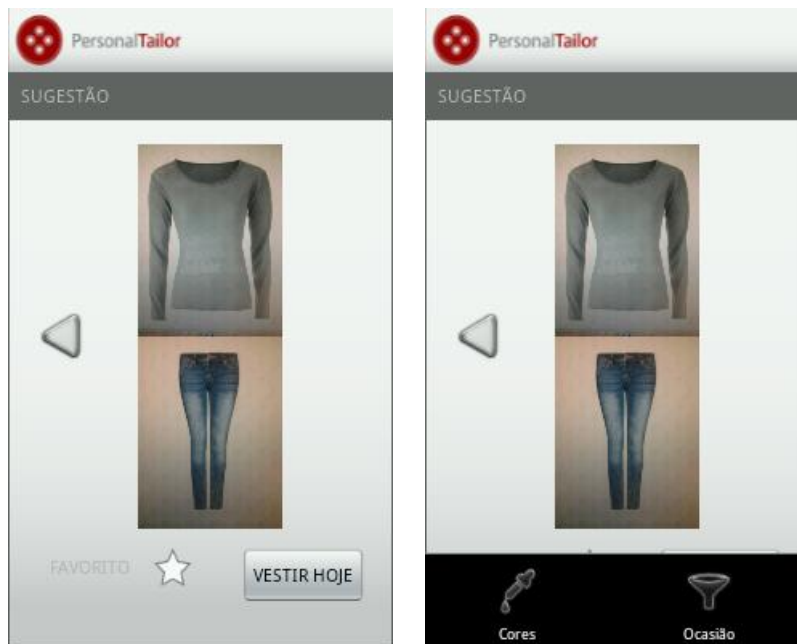 PersonalTailor
SUGESTÃO
FAVORITO
VESTIR HOJE
PersonalTailor
SUGESTÃO
Cores
Ocasião